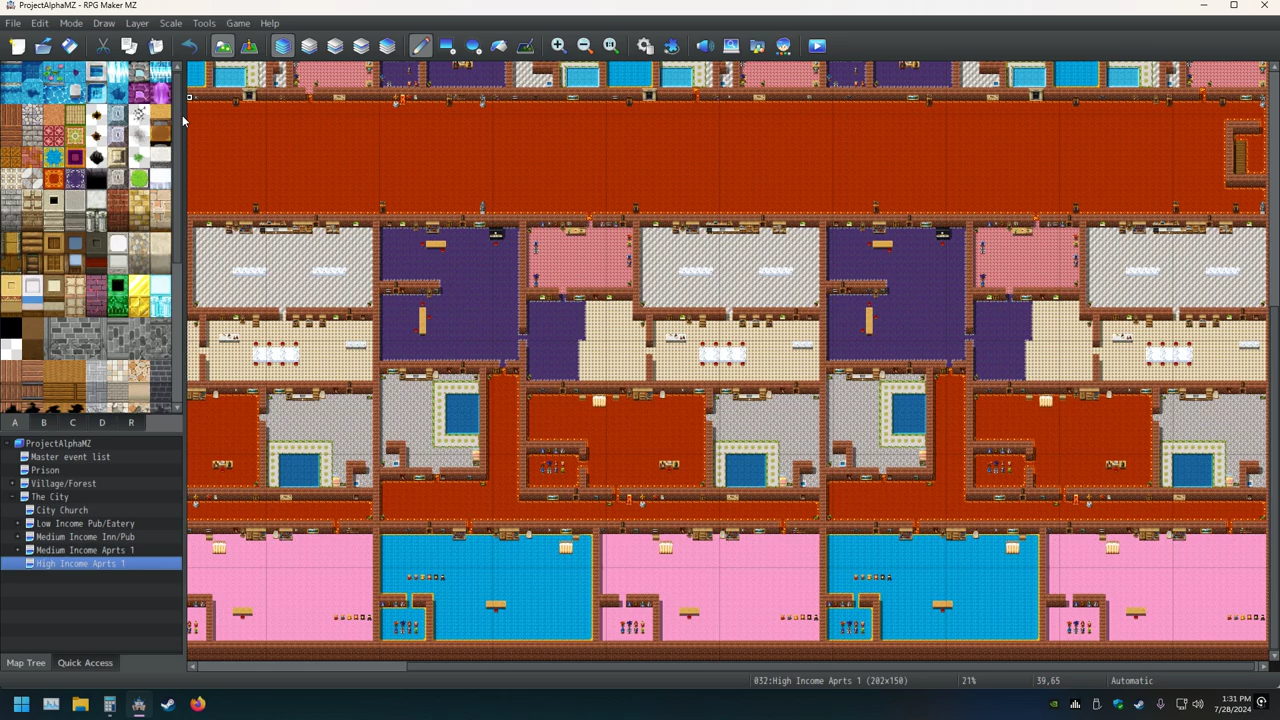 ProjectAlphaMZ - RPG Maker MZ
File Edit Mode Draw Layer Scale Tools Game Help
A B C D R
ProjectAlphaMZ
Master event list
Prison
Village/Forest
The City
City Church
Low Income Pub/Eatery
Medium Income Inn/Pub
Medium Income Aprts 1
High Income Aprts 1
Map Tree Quick Access
032:High Income Aprts 1 (202x150) 21% 39,65 Automatic
1:31 PM
7/28/2024